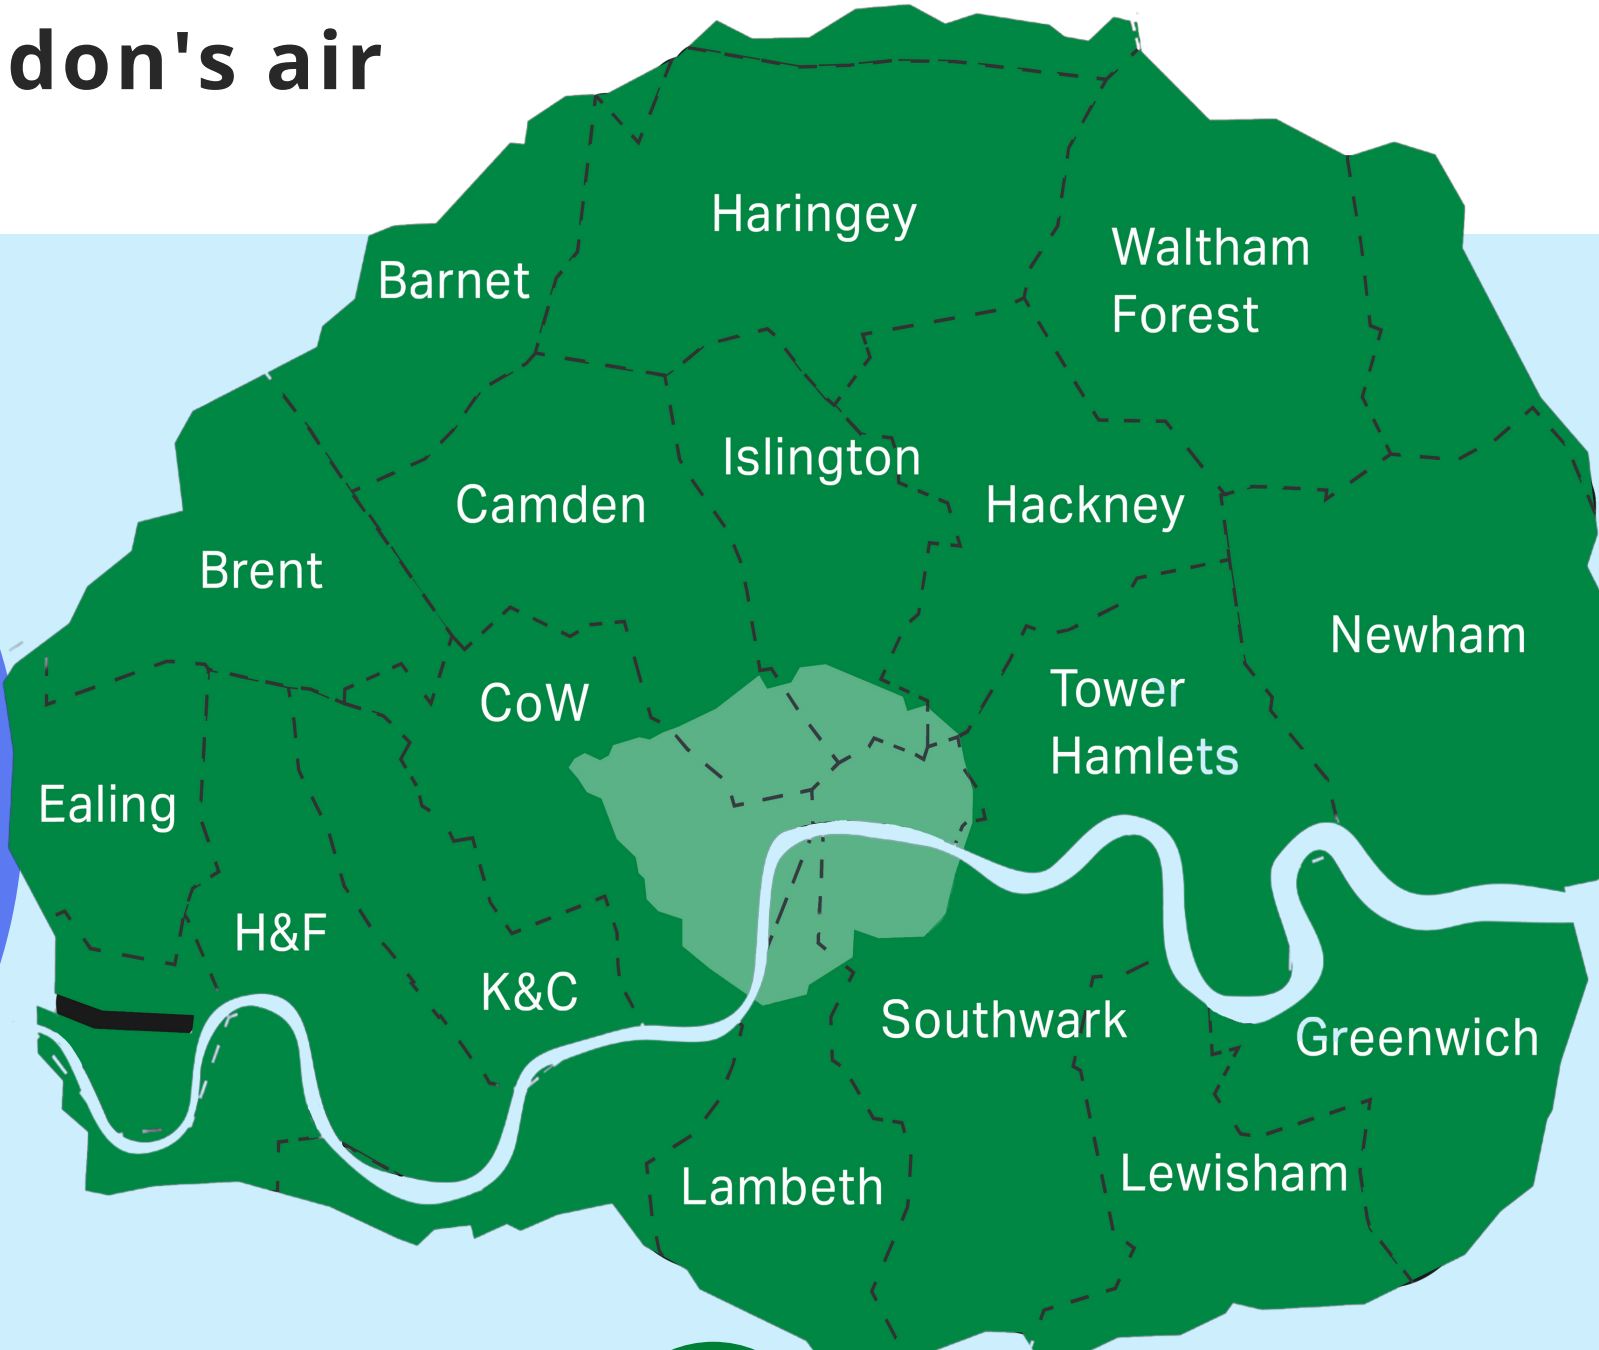 don's air
Haringey
Waltham
Forest
Barnet
Islington
Camden
Hackney
Brent
Newham
Tower
Hamlets
CoW
Ealing
H&F
K&C
Southwark
Greenwich
Lambeth
Lewisham